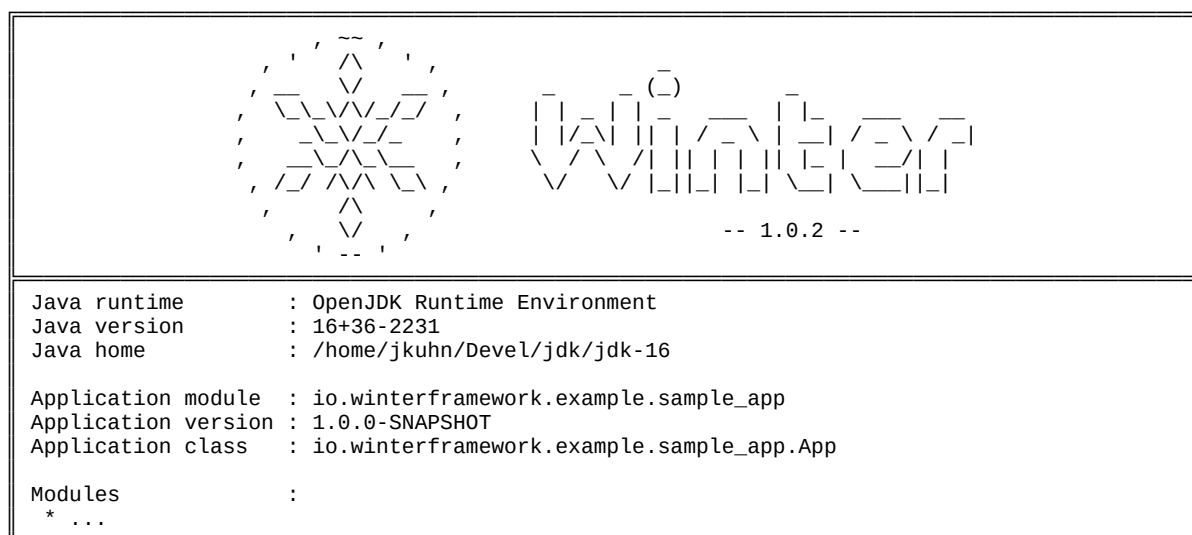 Winter
-- 1.0.2 --
Java runtime : OpenJDK Runtime Environment
Java version : 16+36-2231
Java home : /home/jkuhn/Devel/jdk/jdk-16
Application module : io.winterframework.example.sample_app
Application version : 1.0.0-SNAPSHOT
Application class : io.winterframework.example.sample_app.App
Modules :
* ...